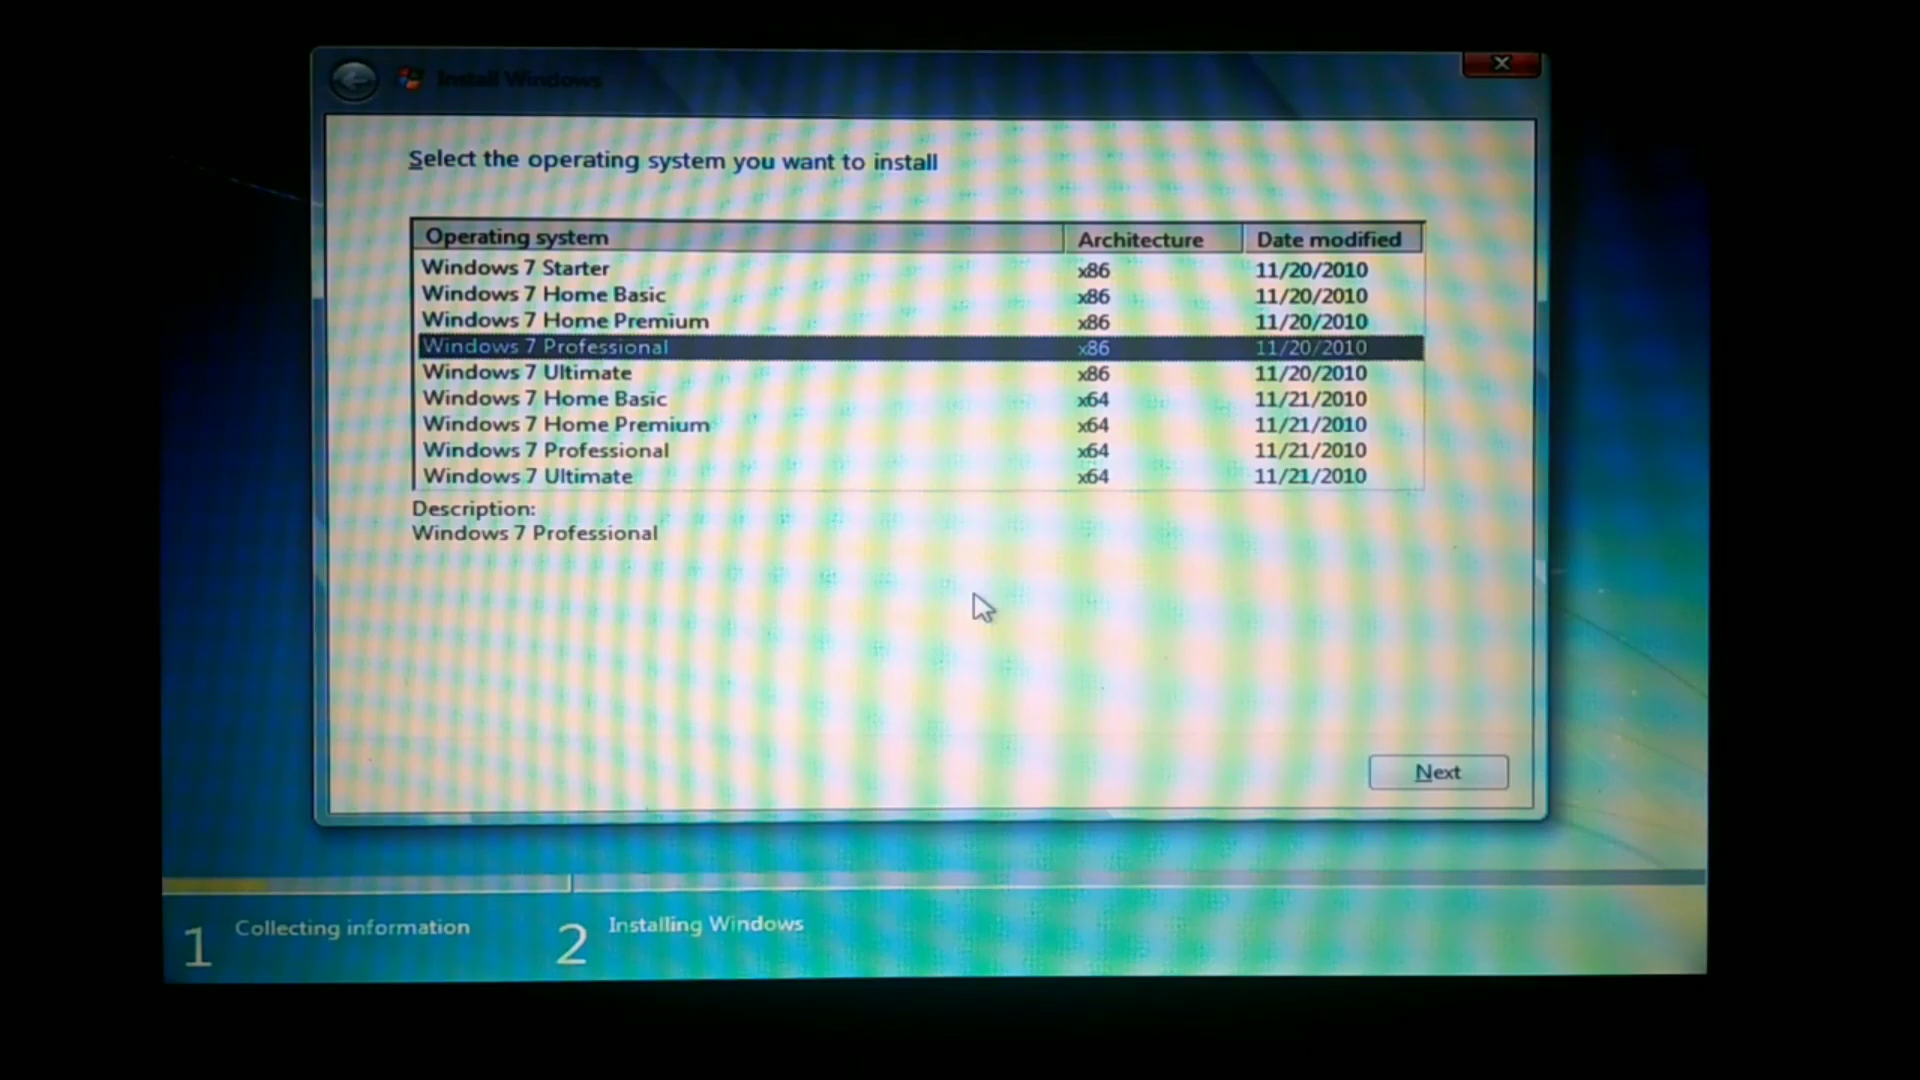 Install Windows
Select the operating system you want to install
Operating system Architecture Date modified
Windows 7 Starter x86 11/20/2010
Windows 7 Home Basic x86 11/20/2010
Windows 7 Home Premium x86 11/20/2010
Windows 7 Professional x86 11/20/2010
Windows 7 Ultimate x86 11/20/2010
Windows 7 Home Basic x64 11/21/2010
Windows 7 Home Premium x64 11/21/2010
Windows 7 Professional x64 11/21/2010
Windows 7 Ultimate x64 11/21/2010
Description:
Windows 7 Professional
Next
1 Collecting information 2 Installing Windows